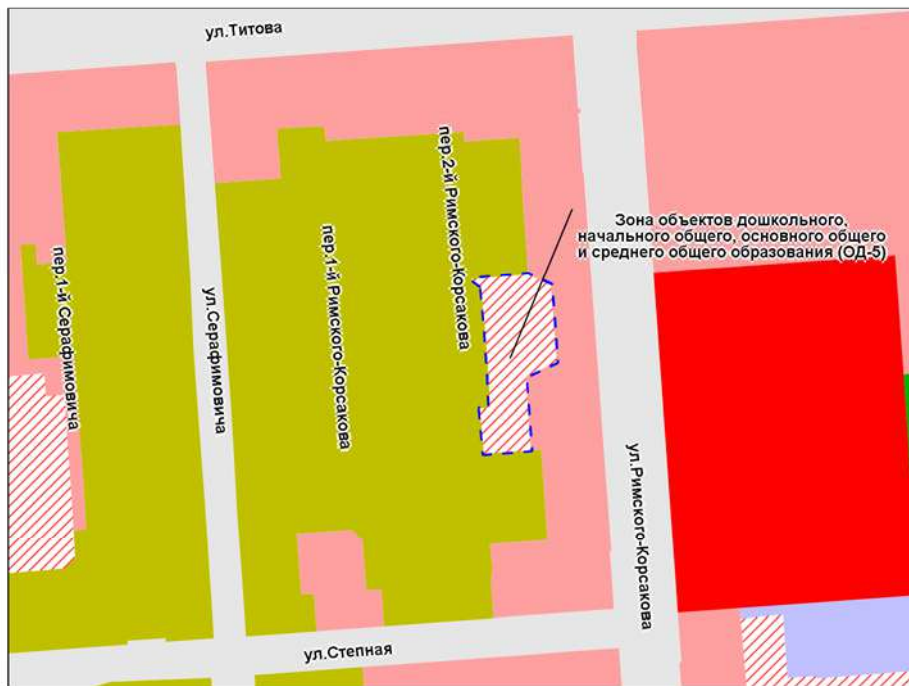 ул.Титова
пер.2-й Римского-Корсакова
Зона объектов дошкольного,
начального общего, основного общего
и среднего общего образования (ОД-5)
пер.1-й Римского-Корсакова
пер.1-й Серафимовича
ул.Серафимовича
ул.Римского-Корсакова
ул.Степная